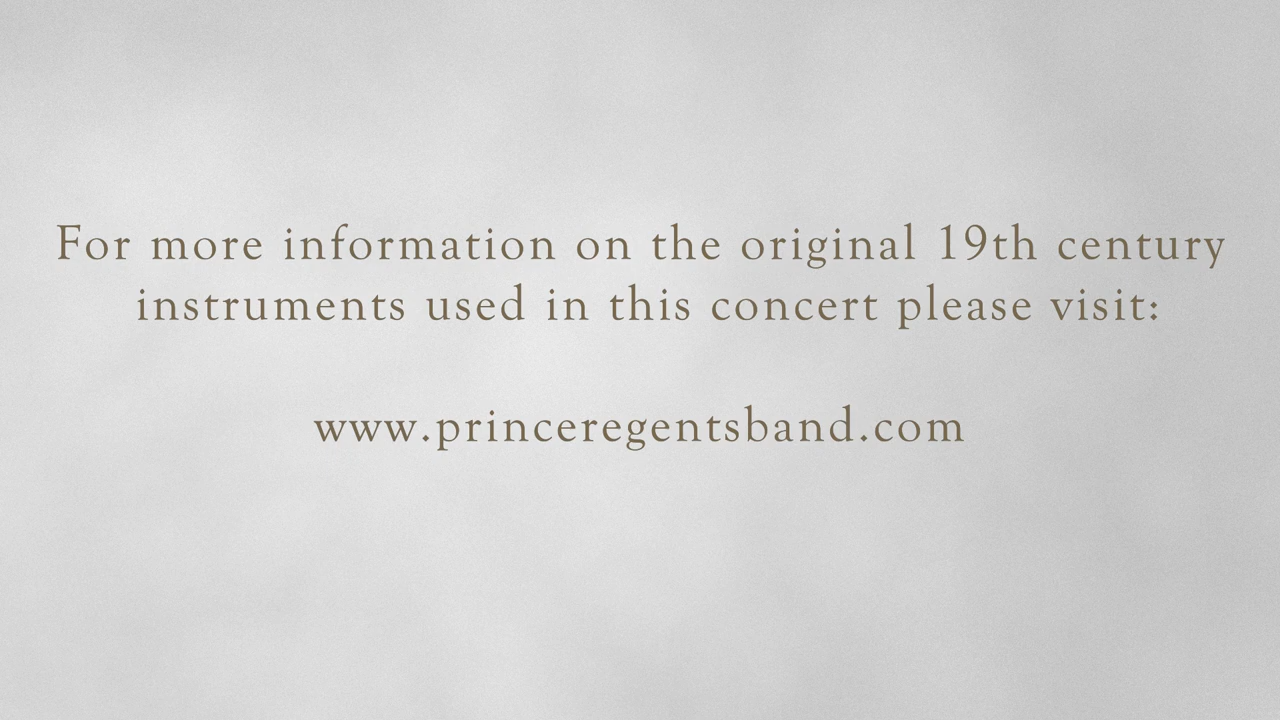 For more information on the original 19th century
instruments used in this concert please visit:
www.princeregentsband.com